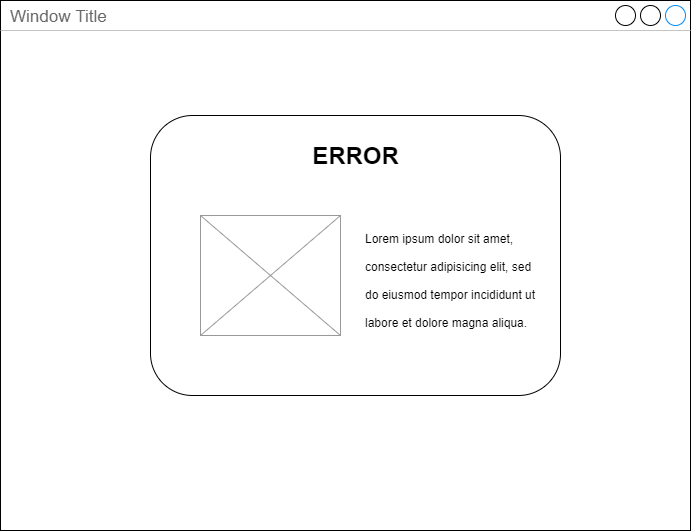 Window Title
ERROR
Lorem ipsum dolor sit amet,
consectetur adipisicing elit, sed
do eiusmod tempor incididunt ut
labore et dolore magna aliqua.